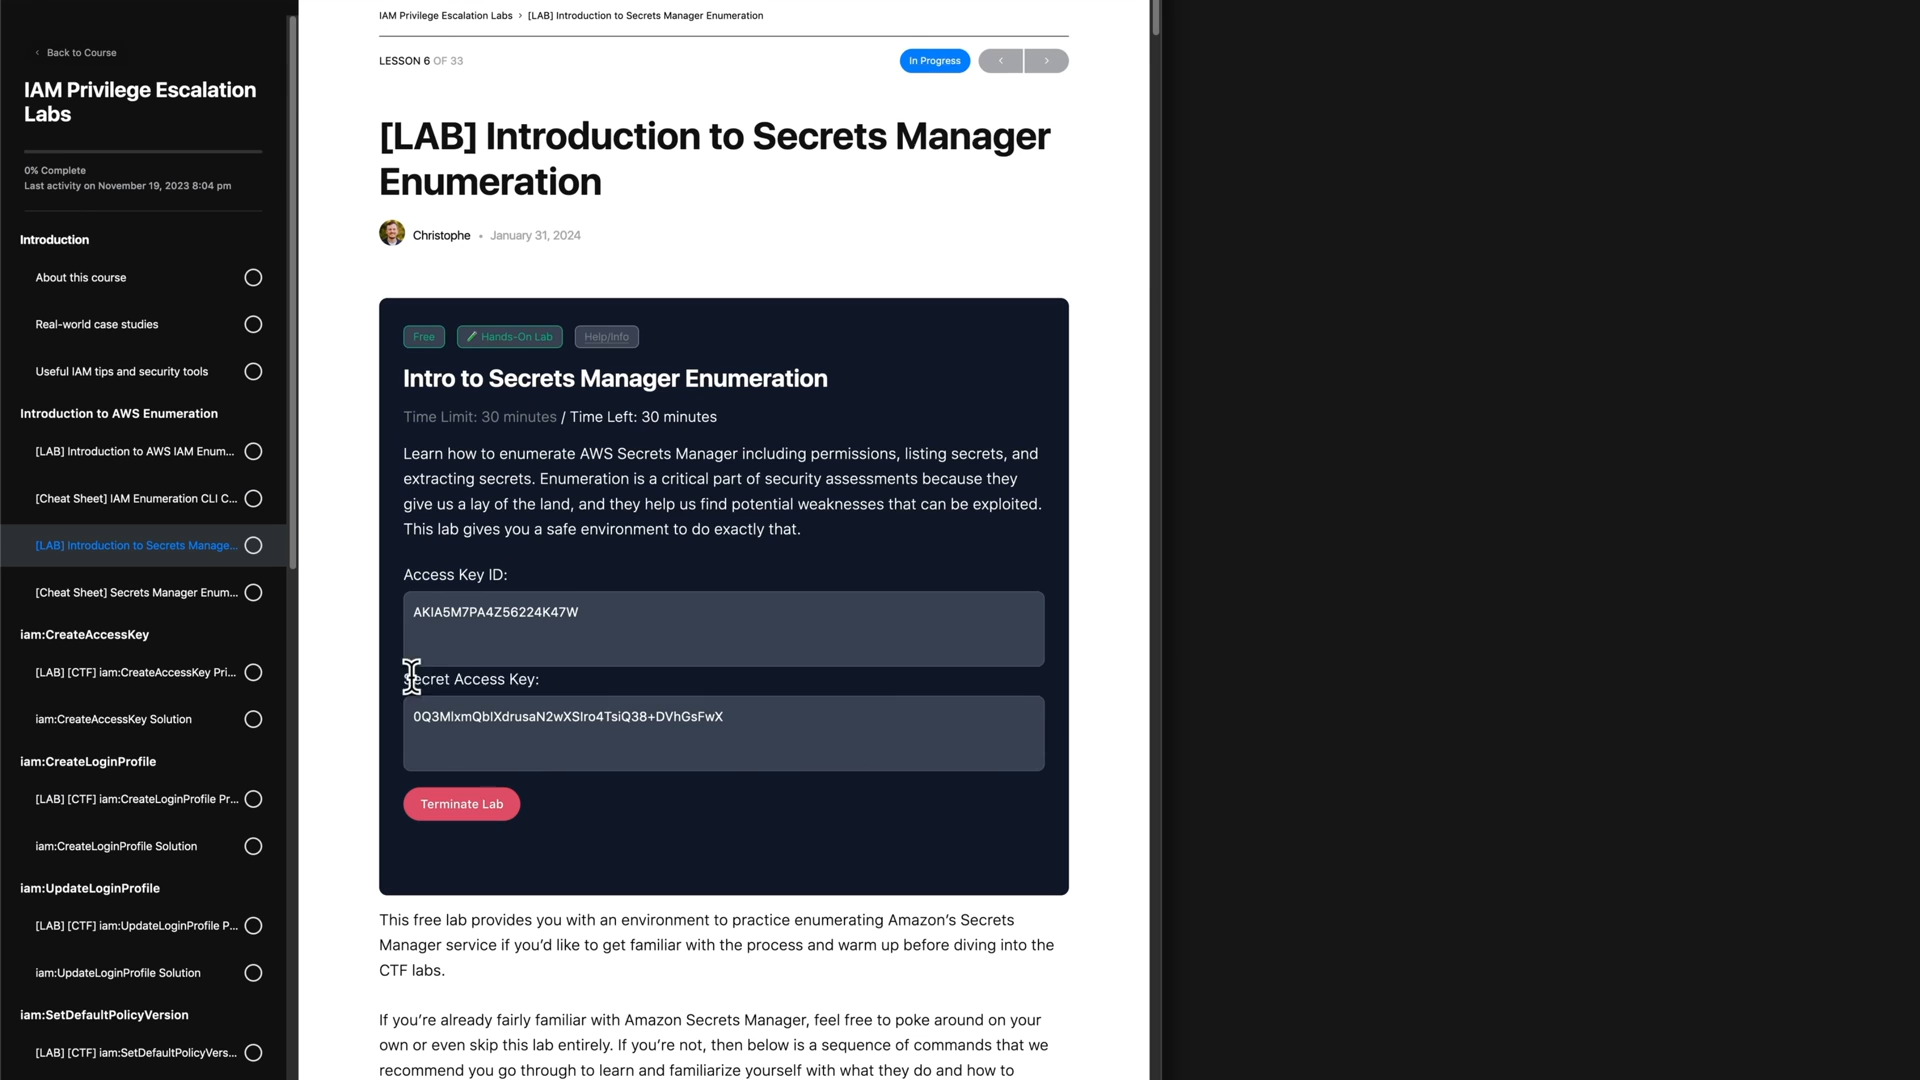 Back to Course
IAM Privilege Escalation
Labs
0% Complete
Last activity on November 19, 2023 8:04 pm
Introduction
About this course
Real-world case studies
Useful IAM tips and security tools
Introduction to AWS Enumeration
[LAB] Introduction to AWS IAM Enum...
[Cheat Sheet] IAM Enumeration CLI C...
[LAB] Introduction to Secrets Manage...
[Cheat Sheet] Secrets Manager Enum...
iam:CreateAccessKey
[LAB] [CTF] iam:CreateAccessKey Pri...
iam:CreateAccessKey Solution
iam:CreateLoginProfile
[LAB] [CTF] iam:CreateLoginProfile Pr...
iam:CreateLoginProfile Solution
iam:UpdateLoginProfile
[LAB] [CTF] iam:UpdateLoginProfile P...
iam:UpdateLoginProfile Solution
iam:SetDefaultPolicyVersion
[LAB] [CTF] iam:SetDefaultPolicyVers...
IAM Privilege Escalation Labs > [LAB] Introduction to Secrets Manager Enumeration
LESSON 6 OF 33
In Progress
[LAB] Introduction to Secrets Manager
Enumeration
Christophe • January 31, 2024
Free
Hands-On Lab
Help/Info
Intro to Secrets Manager Enumeration
Time Limit: 30 minutes / Time Left: 30 minutes
Learn how to enumerate AWS Secrets Manager including permissions, listing secrets, and
extracting secrets. Enumeration is a critical part of security assessments because they
give us a lay of the land, and they help us find potential weaknesses that can be exploited.
This lab gives you a safe environment to do exactly that.
Access Key ID:
AKIA5M7PA4Z56224K47W
Secret Access Key:
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
Terminate Lab
This free lab provides you with an environment to practice enumerating Amazon’s Secrets
Manager service if you’d like to get familiar with the process and warm up before diving into the
CTF labs.
If you’re already fairly familiar with Amazon Secrets Manager, feel free to poke around on your
own or even skip this lab entirely. If you’re not, then below is a sequence of commands that we
recommend you go through to learn and familiarize yourself with what they do and how to